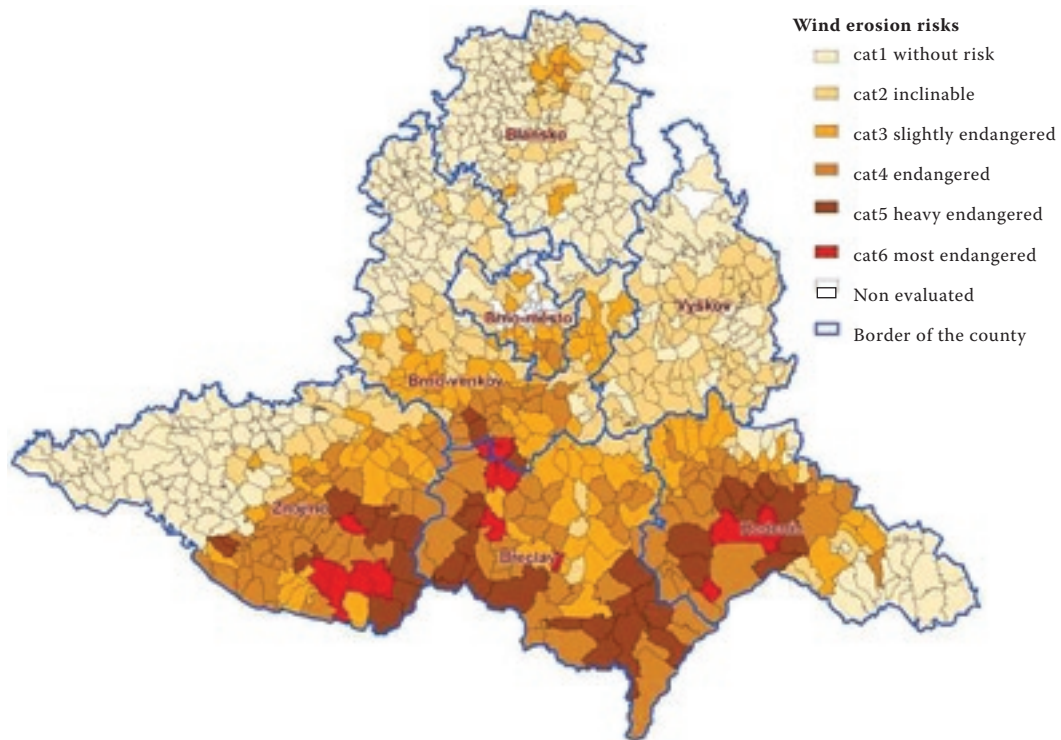 Wind erosion risks
cat1 without risk
cat2 inclinable
cat3 slightly endangered
cat4 endangered
cat5 heavy endangered
cat6 most endangered
Non evaluated
Border of the county
Blansko
Vyškov
Brno-město
Brno-venkov
Znojmo
Hodonín
Břeclav